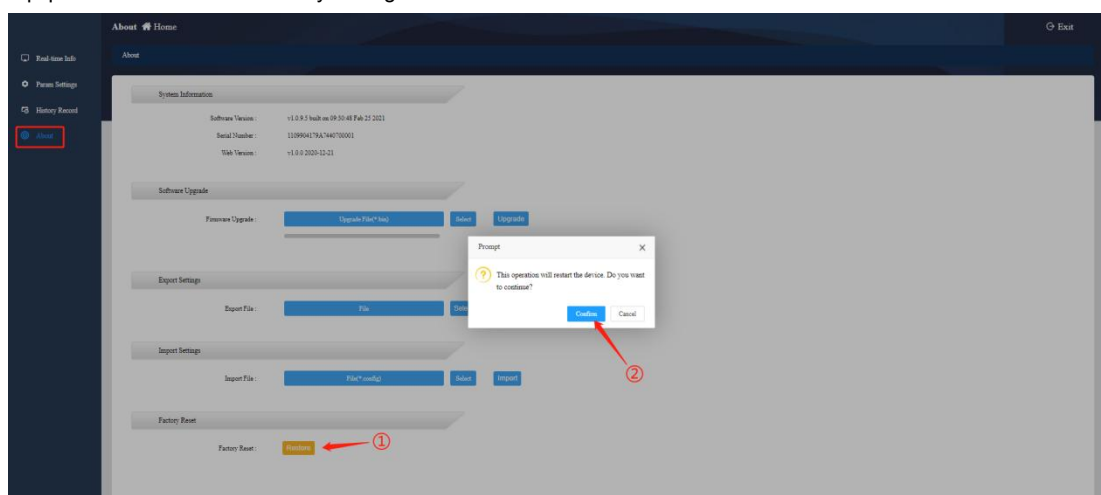 About Home
Exit
Real-time Info
Param Settings
History Record
About
About
System Information
Software Version :
v1.0.9.5 built on 09:30:48 Feb 25 2021
Serial Number :
1109904179A7440700001
Web Version :
v1.0.0 2020-12-21
Software Upgrade
Firmware Upgrade :
Upgrade File(*.bin)
Select
Upgrade
Prompt
This operation will restart the device. Do you want
to continue?
Confirm
Cancel
Export Settings
Export File :
File
Import Settings
②
Import File :
File(*.config)
Select
Import
Factory Reset
①
Factory Reset :